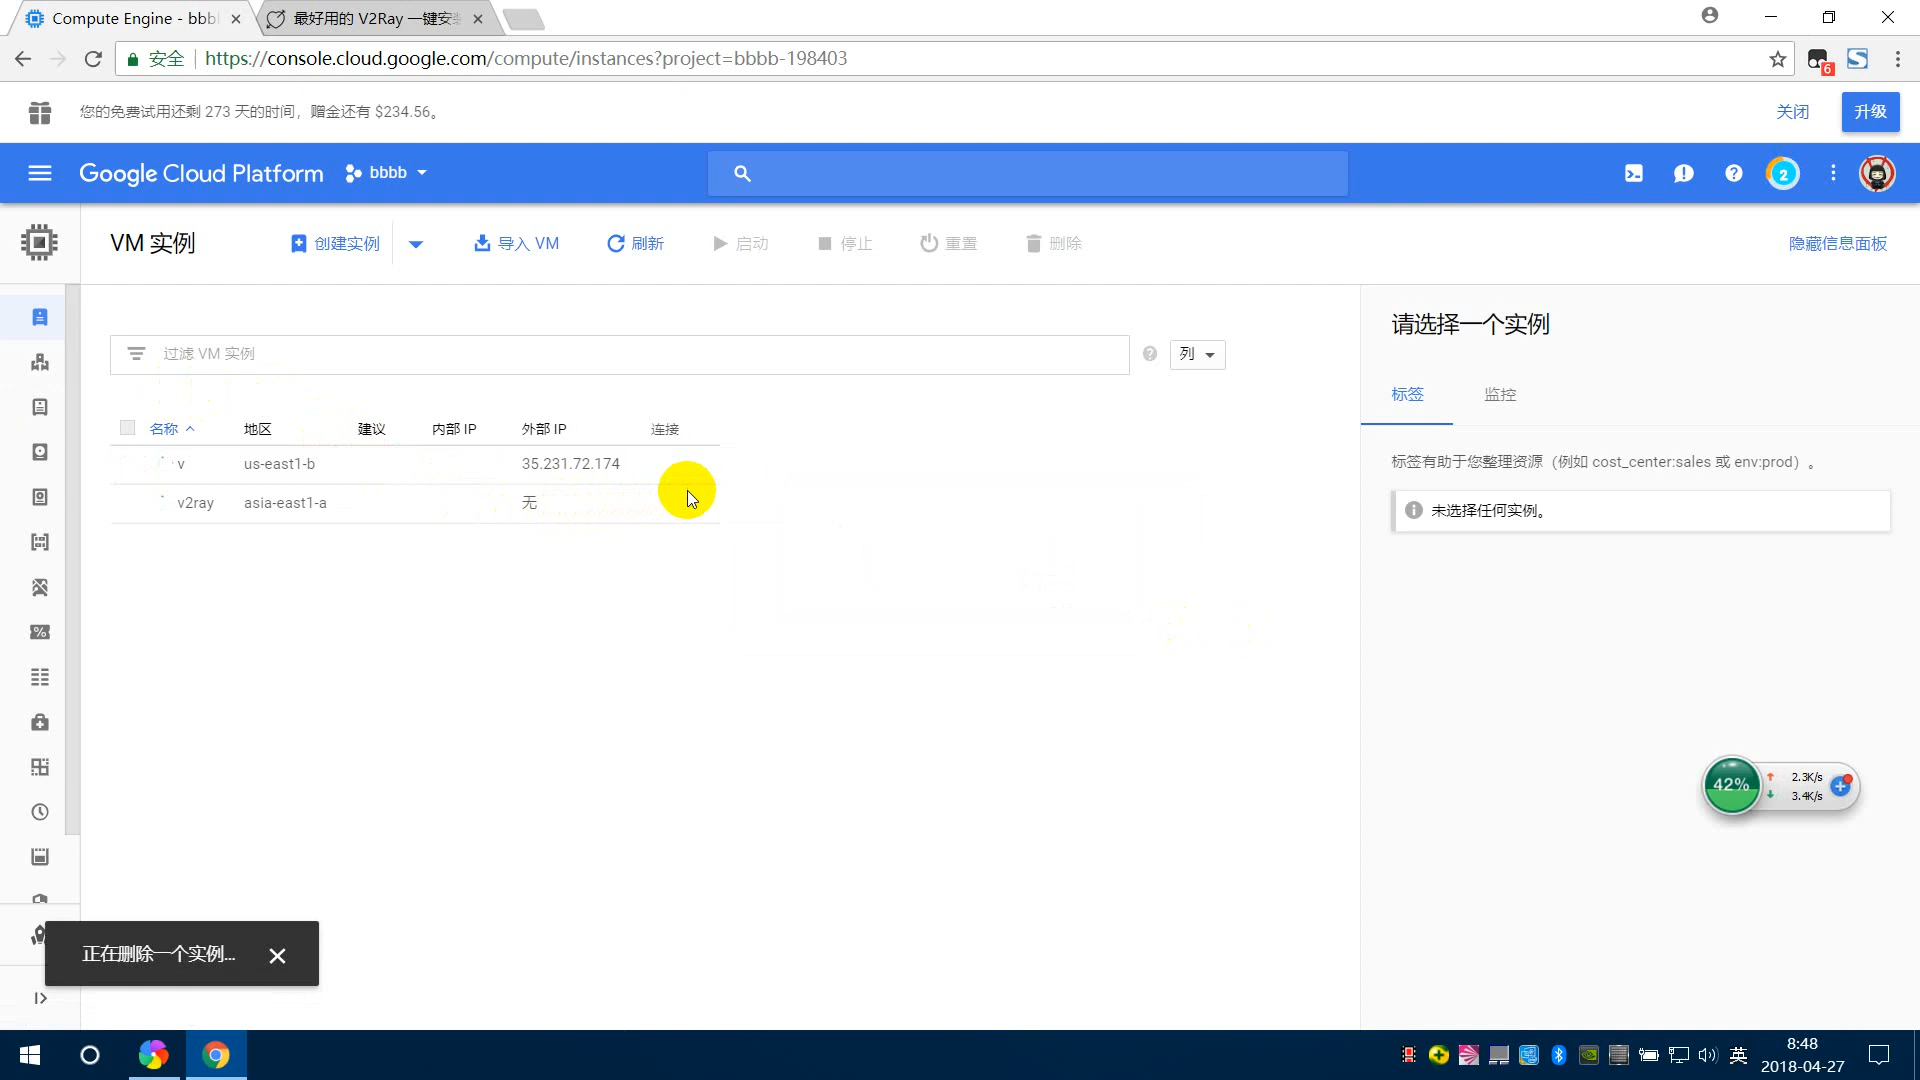 Compute Engine - bbb
最好用的 V2Ray 一键安
安全
https://console.cloud.google.com/compute/instances?project=bbbb-198403
6
您的免费试用还剩 273 天的时间，赠金还有 $234.56。
关闭
升级
Google Cloud Platform
bbbb
2
VM 实例
创建实例
导入 VM
刷新
启动
停止
重置
删除
隐藏信息面板
过滤 VM 实例
列
名称
地区
建议
内部 IP
外部 IP
连接
v
us-east1-b
35.231.72.174
v2ray
asia-east1-a
无
请选择一个实例
标签
监控
标签有助于您整理资源（例如 cost_center:sales 或 env:prod）。
未选择任何实例。
42%
2.3K/s
3.4K/s
正在删除一个实例...
英
8:48
2018-04-27